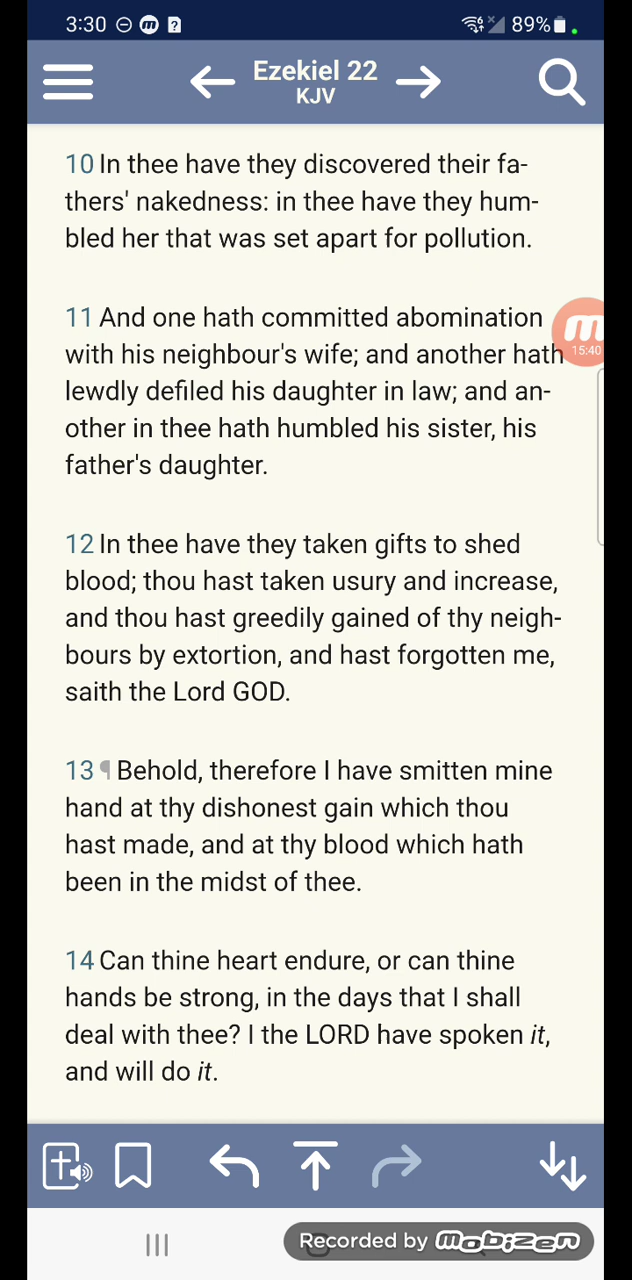 3:30 m ? 6 89%
Ezekiel 22
KJV
10 In thee have they discovered their fa-
thers' nakedness: in thee have they hum-
bled her that was set apart for pollution.
11 And one hath committed abomination
m
with his neighbour's wife; and another hath
15:40
lewdly defiled his daughter in law; and an-
other in thee hath humbled his sister, his
father's daughter.
12 In thee have they taken gifts to shed
blood; thou hast taken usury and increase,
and thou hast greedily gained of thy neigh-
bours by extortion, and hast forgotten me,
saith the Lord GOD.
13 ¶ Behold, therefore I have smitten mine
hand at thy dishonest gain which thou
hast made, and at thy blood which hath
been in the midst of thee.
14 Can thine heart endure, or can thine
hands be strong, in the days that I shall
deal with thee? I the LORD have spoken it,
and will do it.
Recorded by mobizen